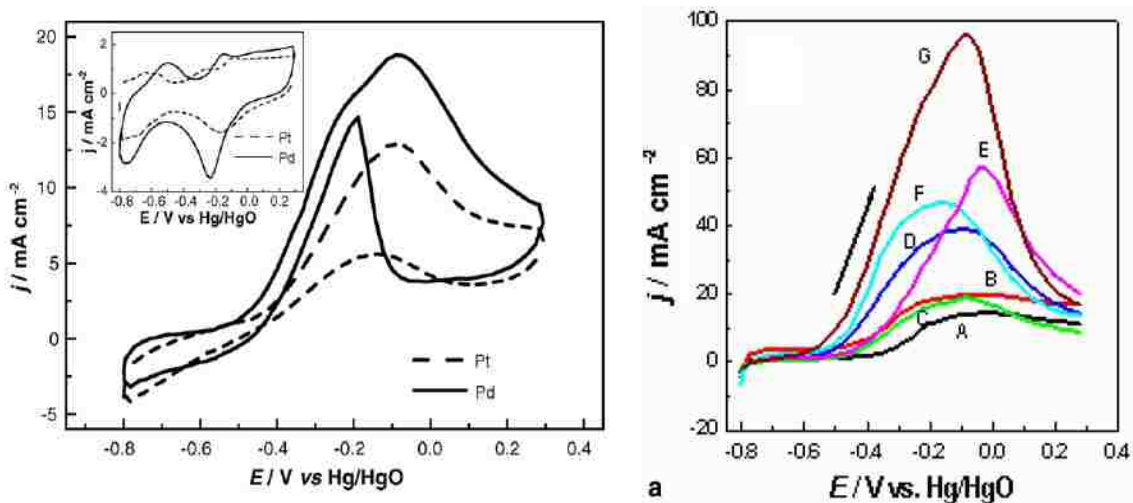 20
15
10
5
0
-5
j / mA cm⁻²
-0.8
-0.6
-0.4
-0.2
0.0
0.2
0.4
E / V vs Hg/HgO
Pt
Pd
2
0
-2
-4
j / mA cm⁻²
-0.8
-0.6
-0.4
-0.2
0.0
0.2
E / V vs Hg/HgO
Pt
Pd
100
80
60
40
20
0
-20
j / mA cm⁻²
G
E
F
D
B
C
A
-0.8
-0.6
-0.4
-0.2
0.0
0.2
0.4
a
E / V vs. Hg/HgO